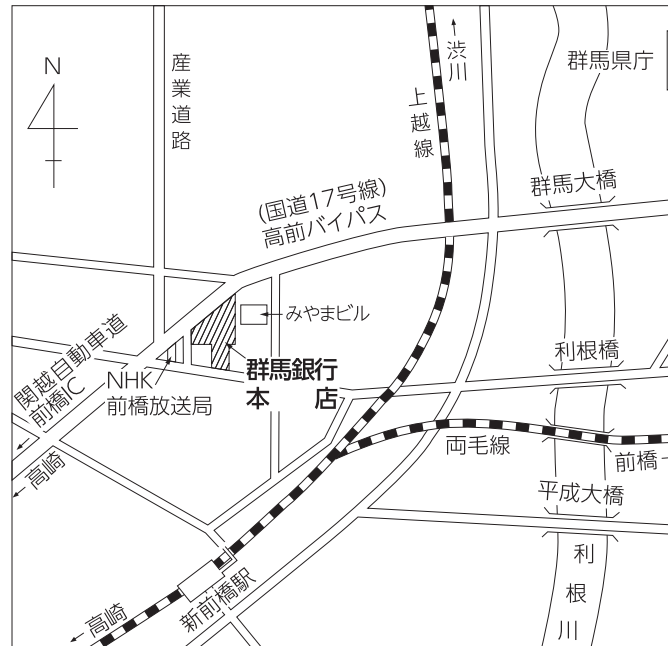 N
産業道路
渋川
上越線
群馬県庁
群馬大橋
(国道17号線)
高前バイパス
みやまビル
利根橋
関越自動車道
前橋IC
NHK
前橋放送局
群馬銀行
本店
両毛線
前橋
高崎
平成大橋
利根川
新前橋駅
高崎